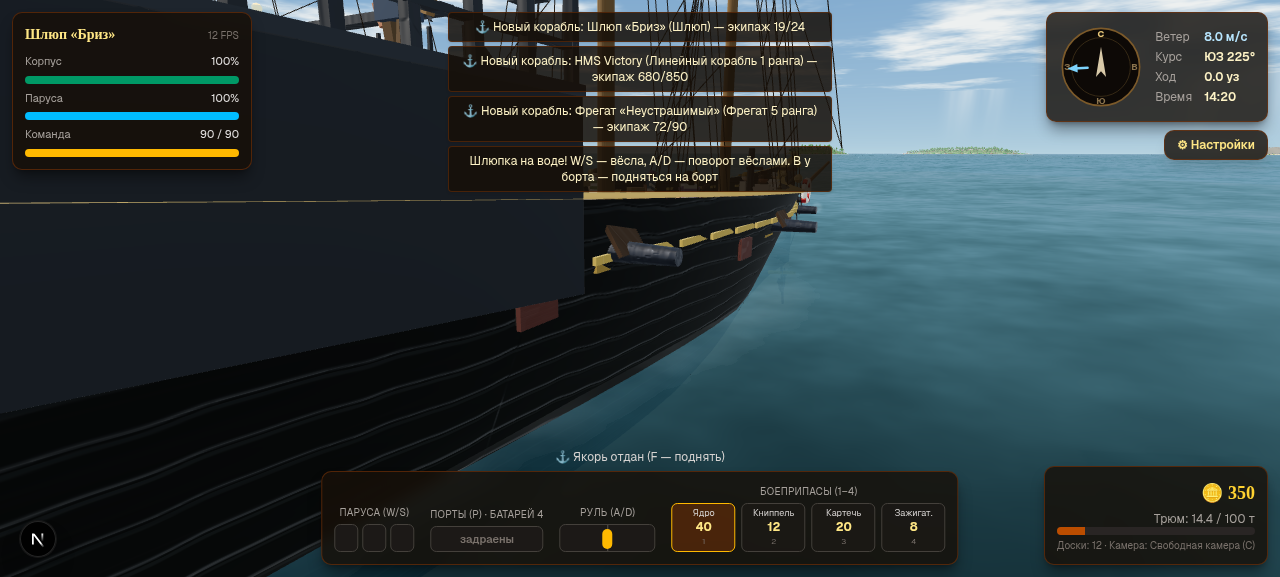 Шлюп «Бриз»
12 FPS
Корпус
100%
Паруса
100%
Команда
90 / 90
⚓ Новый корабль: Шлюп «Бриз» (Шлюп) — экипаж 19/24
⚓ Новый корабль: HMS Victory (Линейный корабль 1 ранга) —
экипаж 680/850
⚓ Новый корабль: Фрегат «Неустрашимый» (Фрегат 5 ранга)
— экипаж 72/90
Шлюпка на воде! W/S — вёсла, A/D — поворот вёслами. B у
борта — подняться на борт
С
З
В
Ю
Ветер 8.0 м/с
Курс ЮЗ 225°
Ход 0.0 уз
Время 14:20
⚙ Настройки
⚓ Якорь отдан (F — поднять)
ПАРУСА (W/S)
ПОРТЫ (P) · БАТАРЕЙ 4
задраены
РУЛЬ (A/D)
БОЕПРИПАСЫ (1–4)
Ядро
40
1
Книппель
12
2
Картечь
20
3
Зажигат.
8
4
350
Трюм: 14.4 / 100 т
Доски: 12 · Камера: Свободная камера (C)
N